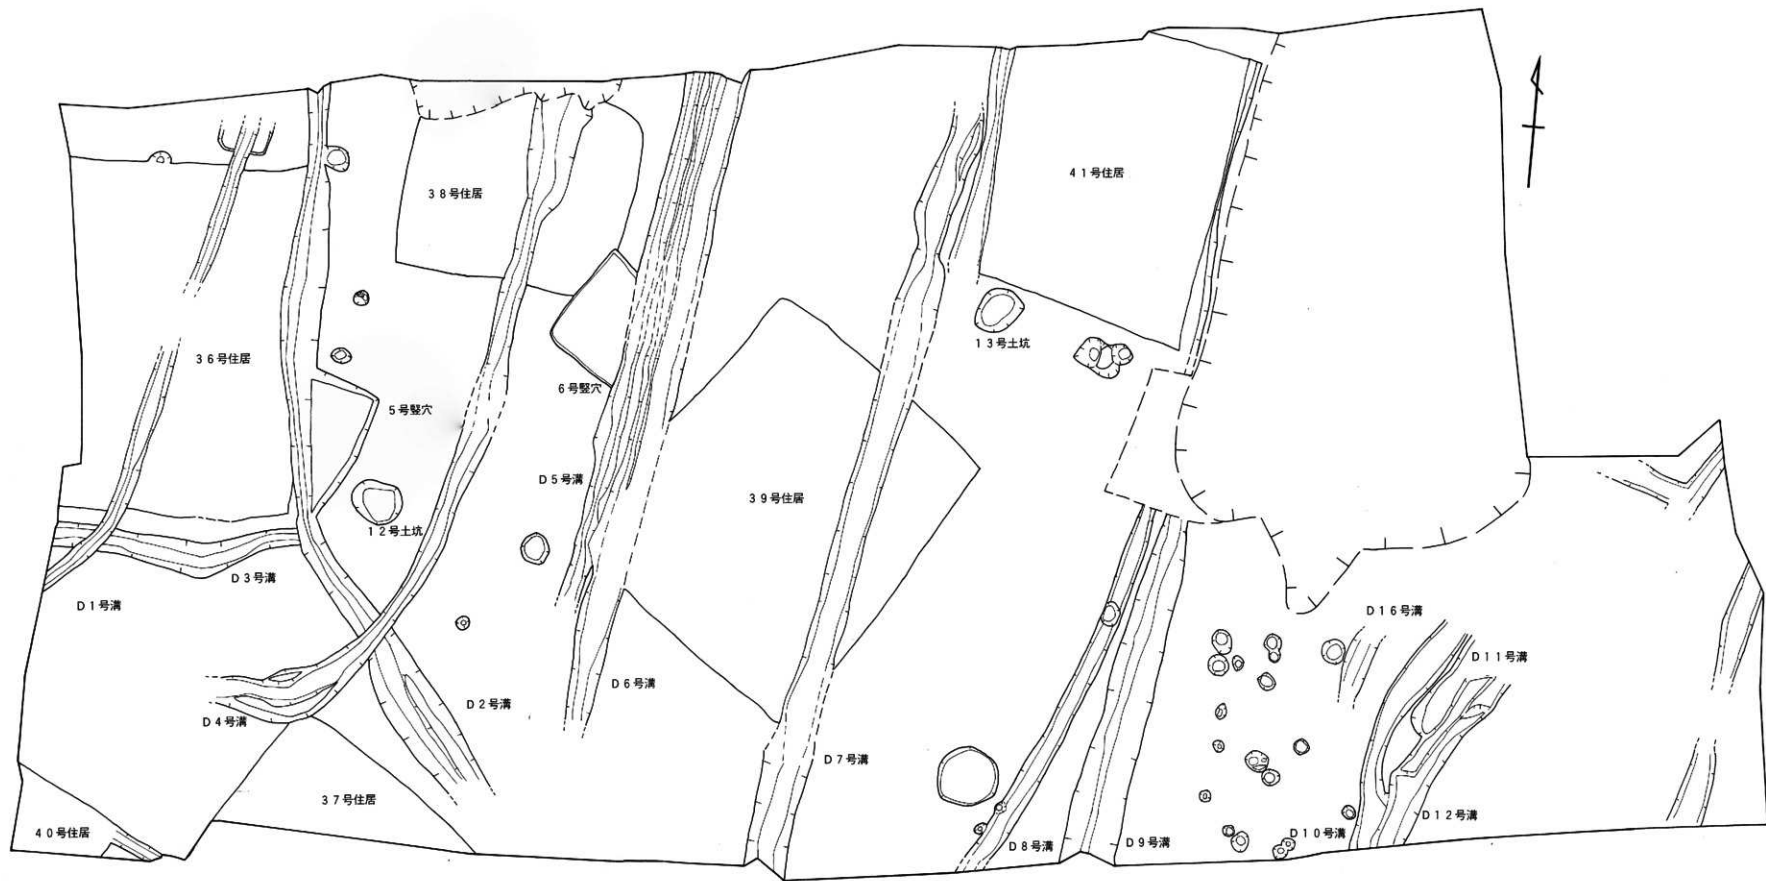 41号住居
38号住居
13号土坑
36号住居
6号竪穴
5号竪穴
D5号溝
39号住居
12号土坑
D3号溝
D1号溝
D16号溝
D11号溝
D6号溝
D2号溝
D4号溝
D7号溝
37号住居
D12号溝
40号住居
D10号溝
D9号溝
D8号溝